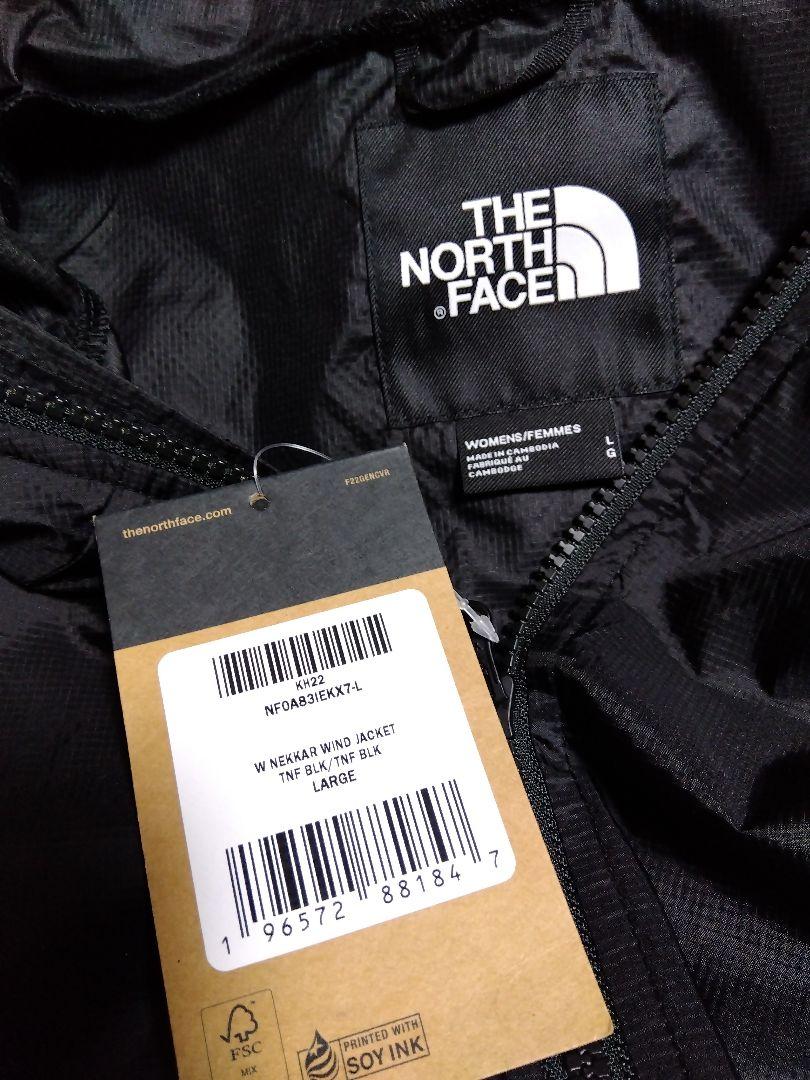 THE
NORTH
FACE
®
WOMENS/FEMMES
L
G
MADE IN CAMBODIA
FABRIQUÉ AU
CAMBODGE
F22GENCVR
thenorthface.com
KH22
NF0A83IEKX7-L
W NEKKAR WIND JACKET
TNF BLK/TNF BLK
LARGE
1 96572 88184 7
FSC
MIX
PRINTED WITH
SOY INK